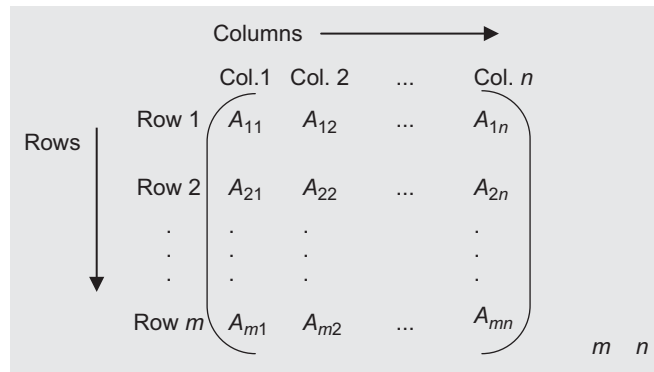 Columns
Col.1 Col. 2 ... Col. n
Rows
Row 1 A₁₁ A₁₂ ... A₁ₙ
Row 2 A₂₁ A₂₂ ... A₂ₙ
. . . .
. . . .
. . . .
Row m Aₘ₁ Aₘ₂ ... Aₘₙ
m n